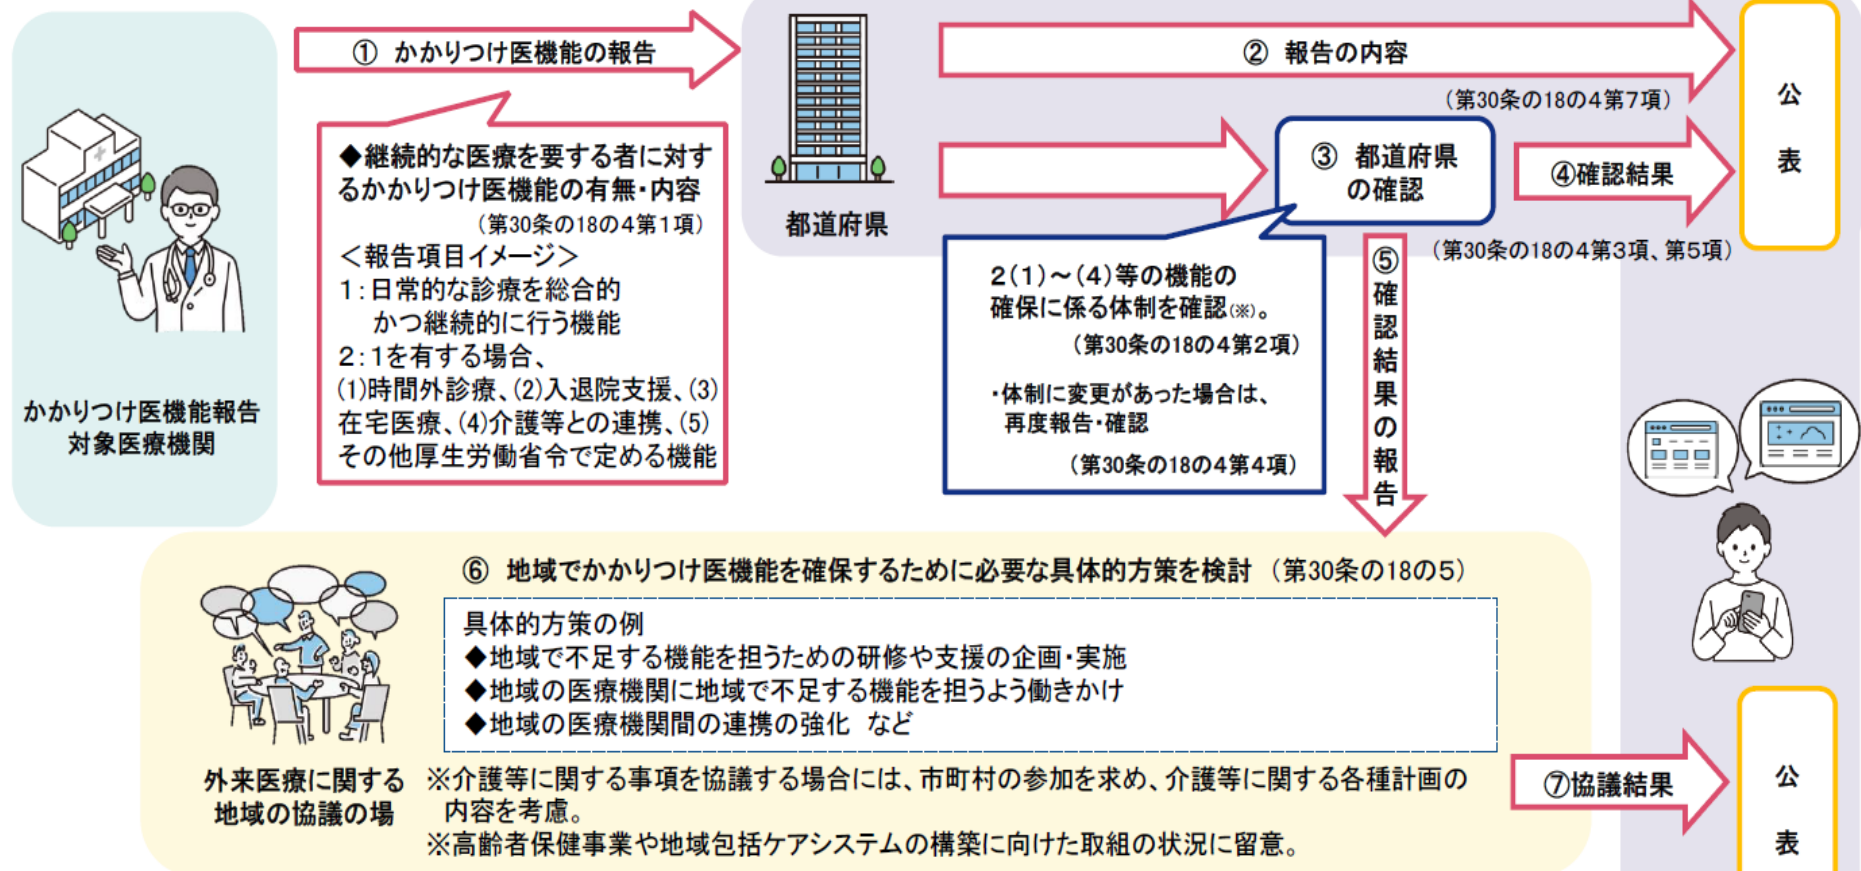 ① かかりつけ医機能の報告
② 報告の内容
(第30条の18の4第7項)
公表
◆継続的な医療を要する者に対す
るかかりつけ医機能の有無・内容
(第30条の18の4第1項)
<報告項目イメージ>
1:日常的な診療を総合的
かつ継続的に行う機能
2:1を有する場合、
(1)時間外診療、(2)入退院支援、(3)
在宅医療、(4)介護等との連携、(5)
その他厚生労働省令で定める機能
都道府県
③ 都道府県
の確認
④確認結果
(第30条の18の4第3項、第5項)
2(1)~(4)等の機能の
確保に係る体制を確認(※)。
(第30条の18の4第2項)
・体制に変更があった場合は、
再度報告・確認
(第30条の18の4第4項)
⑤確認結果の報告
かかりつけ医機能報告
対象医療機関
⑥ 地域でかかりつけ医機能を確保するために必要な具体的方策を検討 (第30条の18の5)
具体的方策の例
◆地域で不足する機能を担うための研修や支援の企画・実施
◆地域の医療機関に地域で不足する機能を担うよう働きかけ
◆地域の医療機関間の連携の強化 など
外来医療に関する
地域の協議の場
※介護等に関する事項を協議する場合には、市町村の参加を求め、介護等に関する各種計画の
内容を考慮。
※高齢者保健事業や地域包括ケアシステムの構築に向けた取組の状況に留意。
⑦協議結果
公表